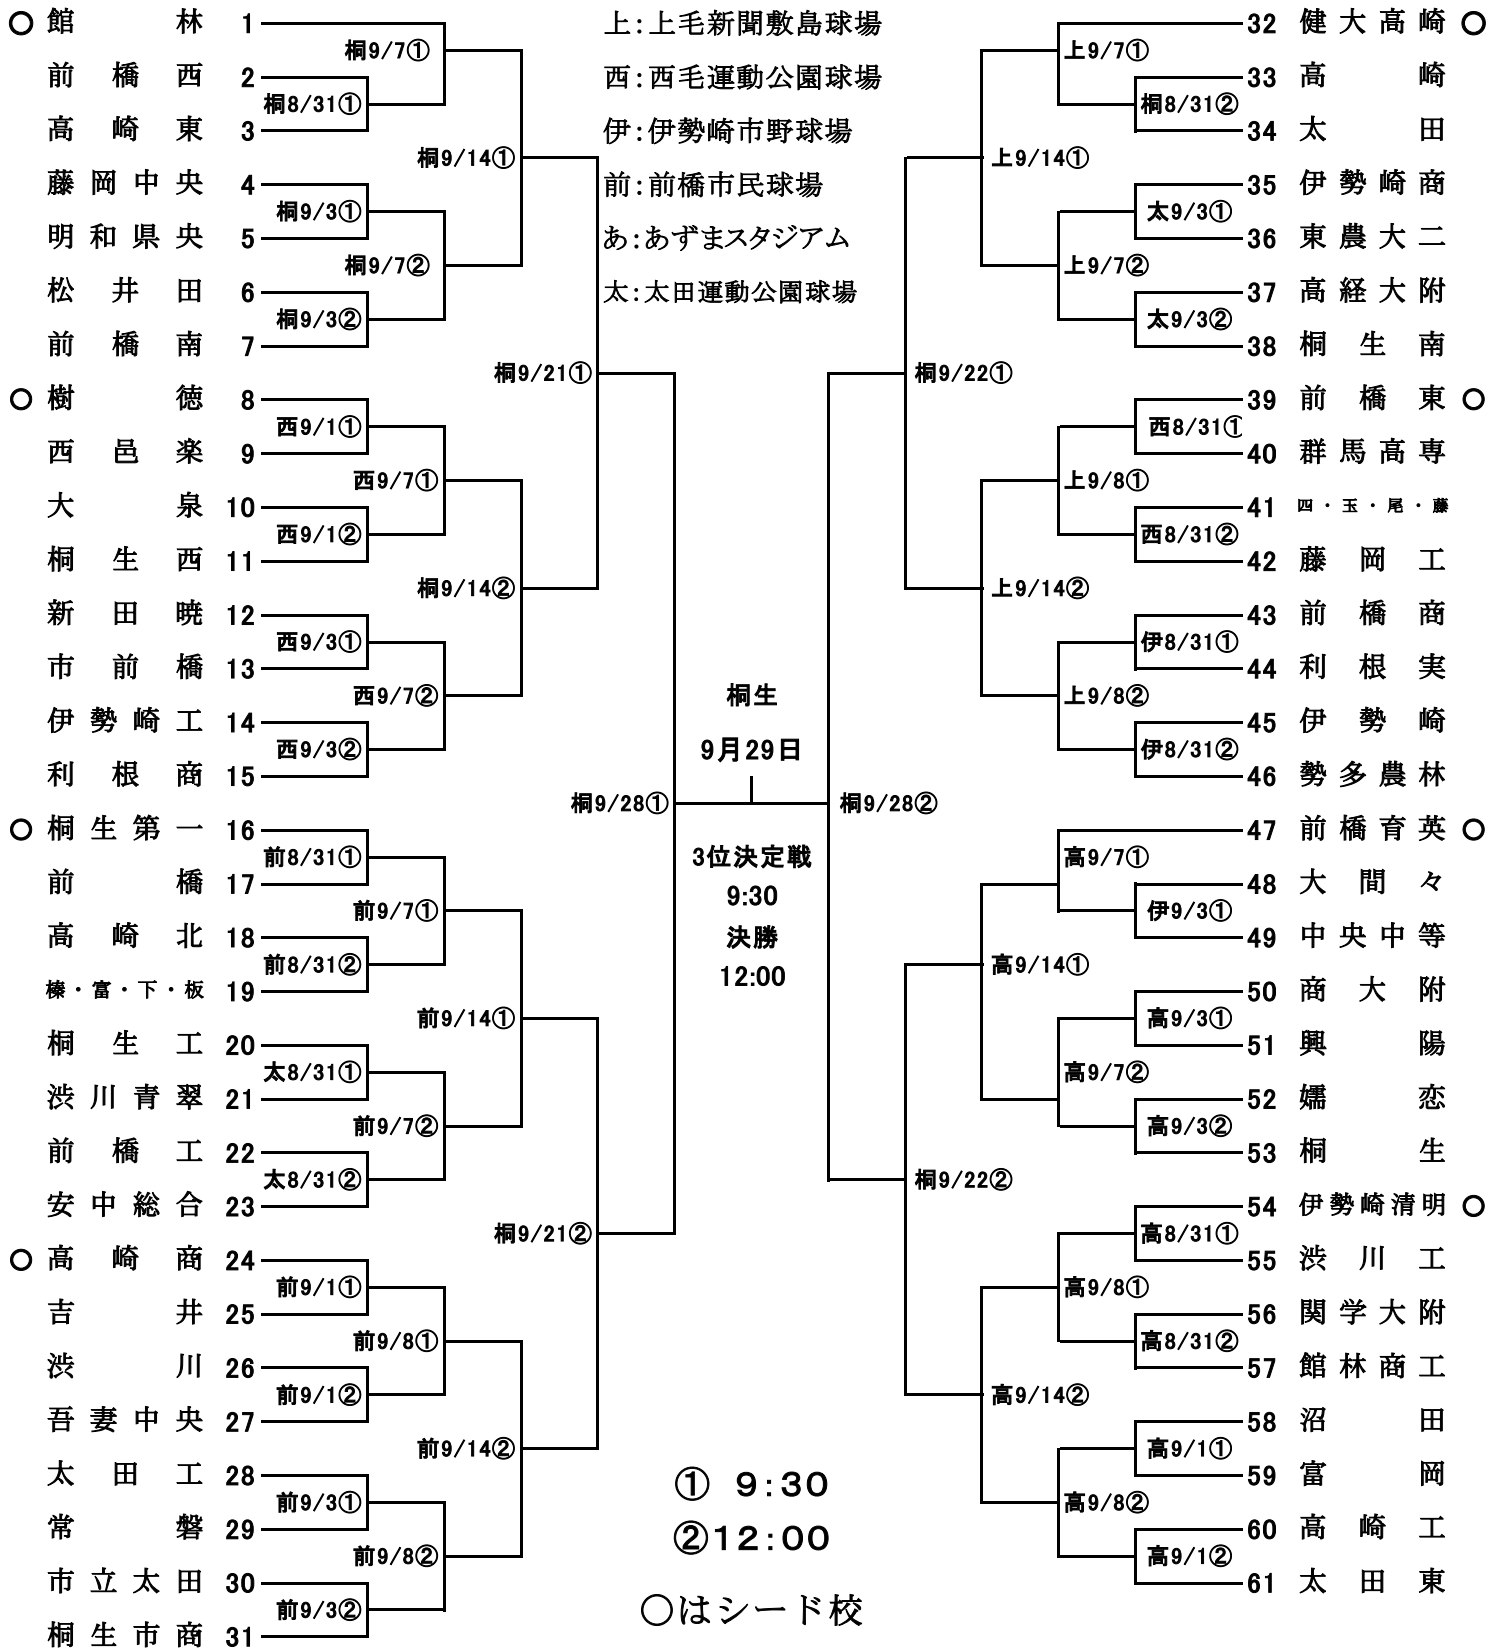 ○ 館林 1
桐9/7①
前橋西 2
桐8/31①
高崎東 3
桐9/14①
藤岡中央 4
桐9/3①
明和県央 5
桐9/7②
松井田 6
桐9/3②
前橋南 7
桐9/21①
○ 樹徳 8
西9/1①
西邑楽 9
西9/7①
大泉 10
西9/1②
桐生西 11
桐9/14②
新田暁 12
西9/3①
市前橋 13
西9/7②
伊勢崎工 14
西9/3②
利根商 15
桐9/28①
○ 桐生第一 16
前8/31①
前橋 17
前9/7①
高崎北 18
前8/31②
榛・富・下・板 19
前9/14①
桐生工 20
太8/31①
渋川青翠 21
前9/7②
前橋工 22
太8/31②
安中総合 23
桐9/21②
○ 高崎商 24
前9/1①
吉井 25
前9/8①
渋川 26
前9/1②
吾妻中央 27
前9/14②
太田工 28
前9/3①
常磐 29
前9/8②
市立太田 30
前9/3②
桐生市商 31
上:上毛新聞敷島球場
西:西毛運動公園球場
伊:伊勢崎市野球場
前:前橋市民球場
あ:あずまスタジアム
太:太田運動公園球場
桐生
9月29日
3位決定戦
9:30
決勝
12:00
① 9:30
②12:00
○はシード校
32 健大高崎 ○
上9/7①
33 高崎
桐8/31②
34 太田
上9/14①
35 伊勢崎商
太9/3①
36 東農大二
上9/7②
37 高経大附
太9/3②
38 桐生南
桐9/22①
39 前橋東 ○
西8/31①
40 群馬高専
上9/8①
41 四・玉・尾・藤
西8/31②
42 藤岡工
上9/14②
43 前橋商
伊8/31①
44 利根実
上9/8②
45 伊勢崎
伊8/31②
46 勢多農林
桐9/28②
47 前橋育英 ○
高9/7①
48 大間々
伊9/3①
49 中央中等
高9/14①
50 商大附
高9/3①
51 興陽
高9/7②
52 嬬恋
高9/3②
53 桐生
桐9/22②
54 伊勢崎清明 ○
高8/31①
55 渋川工
高9/8①
56 関学大附
高8/31②
57 館林商工
高9/14②
58 沼田
高9/1①
59 富岡
高9/8②
60 高崎工
高9/1②
61 太田東